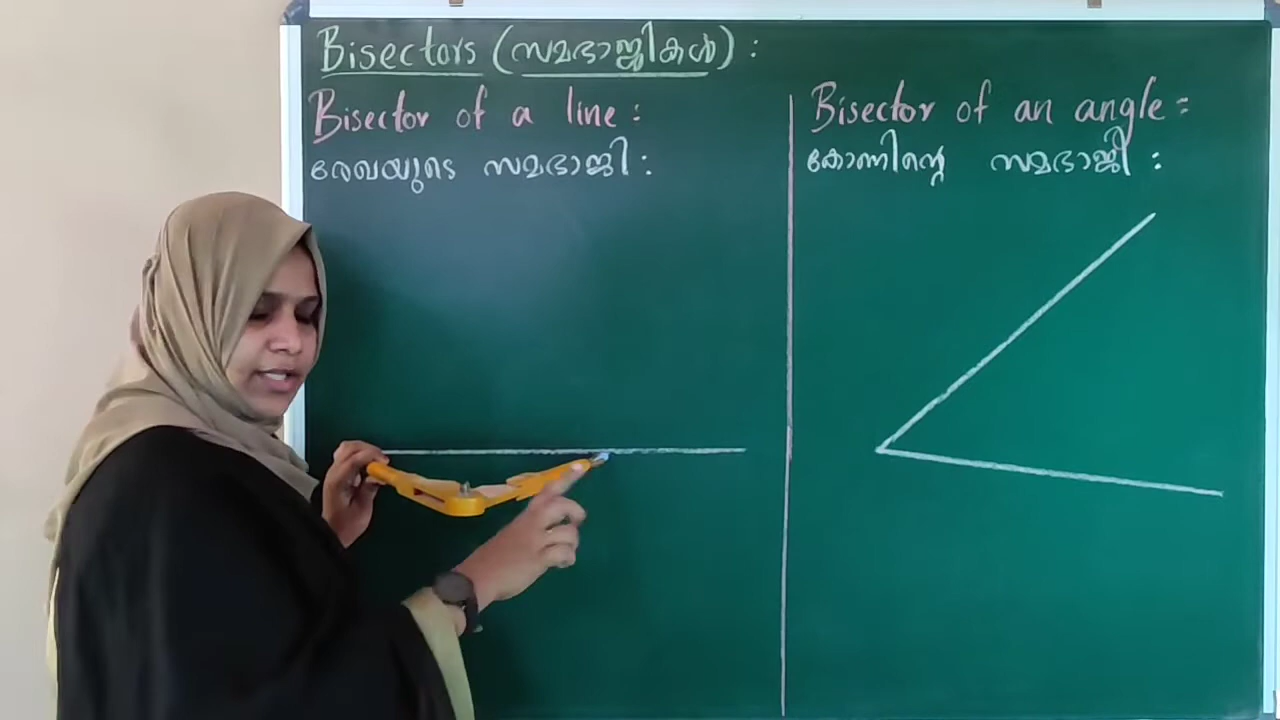 Bisectors (സമഭാജികൾ) :
Bisector of a line :
രേഖയുടെ സമഭാജി :
Bisector of an angle :
കോണിന്റെ സമഭാജി :